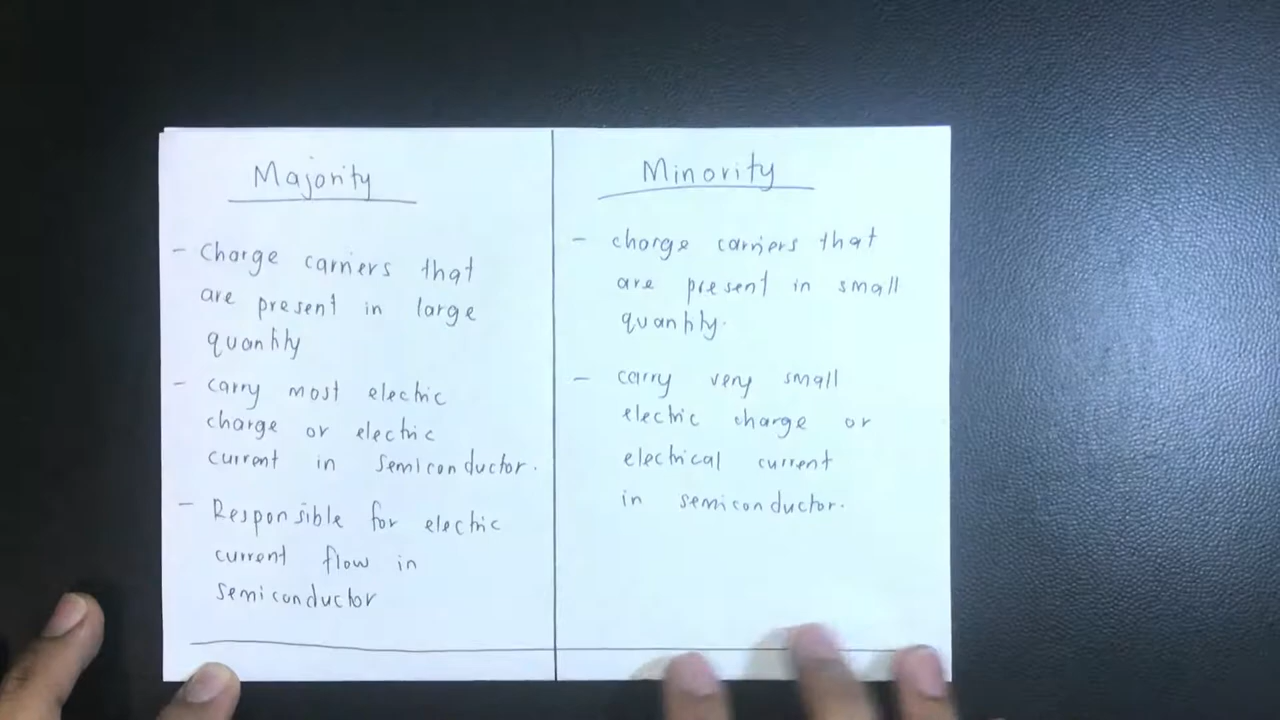 Majority
- Charge carriers that
are present in large
quantity
- carry most electric
charge or electric
current in semiconductor.
- Responsible for electric
current flow in
semiconductor
Minority
- charge carriers that
are present in small
quantity.
- carry very small
electric charge or
electrical current
in semiconductor.